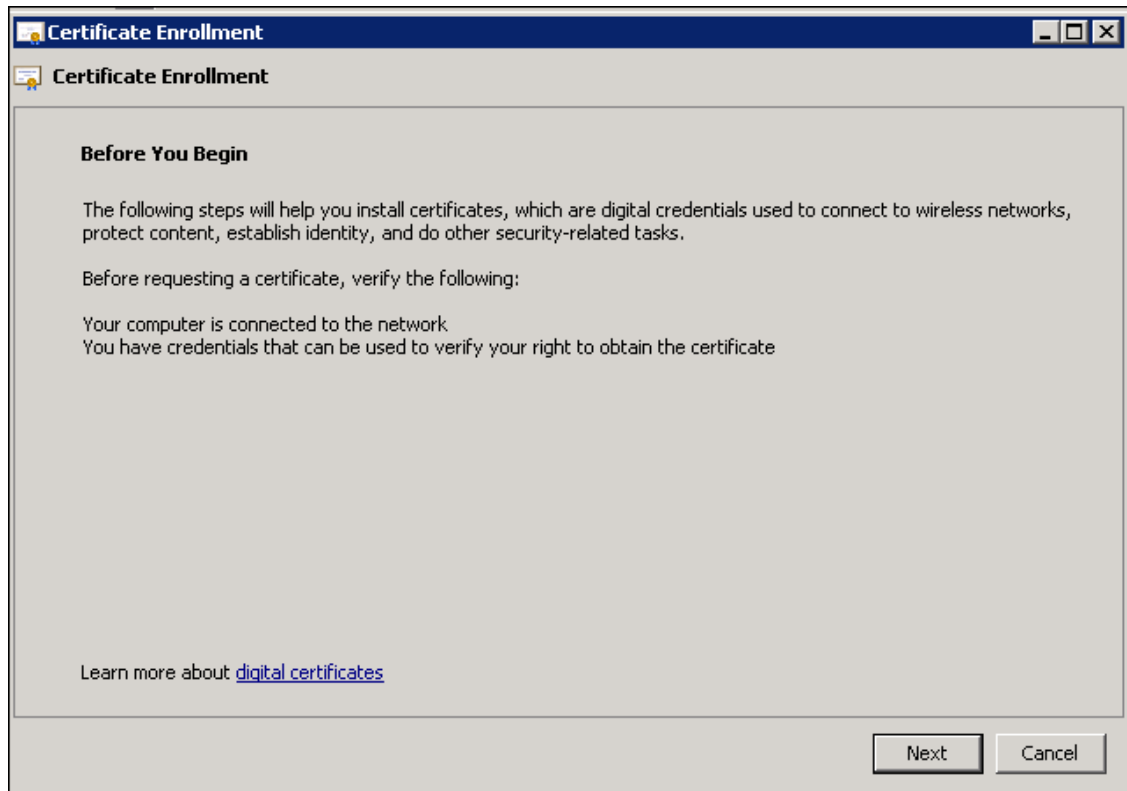 Certificate Enrollment
Certificate Enrollment
Before You Begin
The following steps will help you install certificates, which are digital credentials used to connect to wireless networks,
protect content, establish identity, and do other security-related tasks.
Before requesting a certificate, verify the following:
Your computer is connected to the network
You have credentials that can be used to verify your right to obtain the certificate
Learn more about digital certificates
Next Cancel